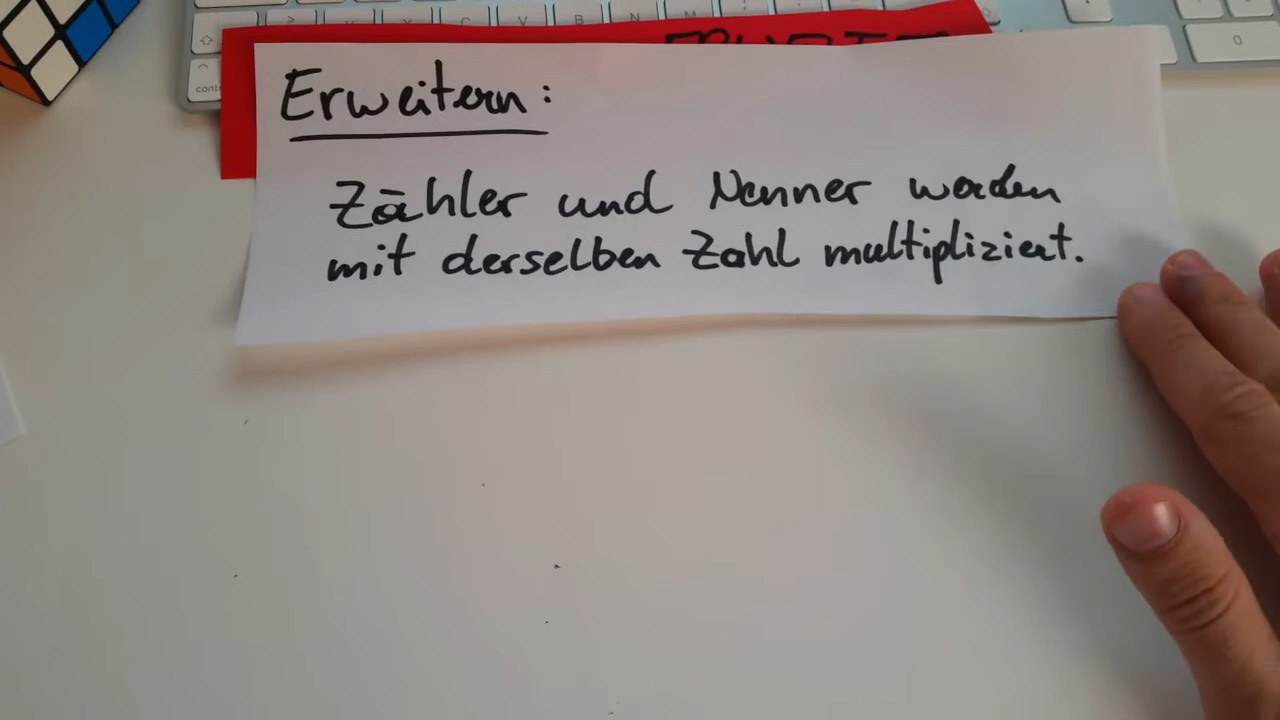 Erweitern:
Zähler und Nenner werden
mit derselben Zahl multipliziert.